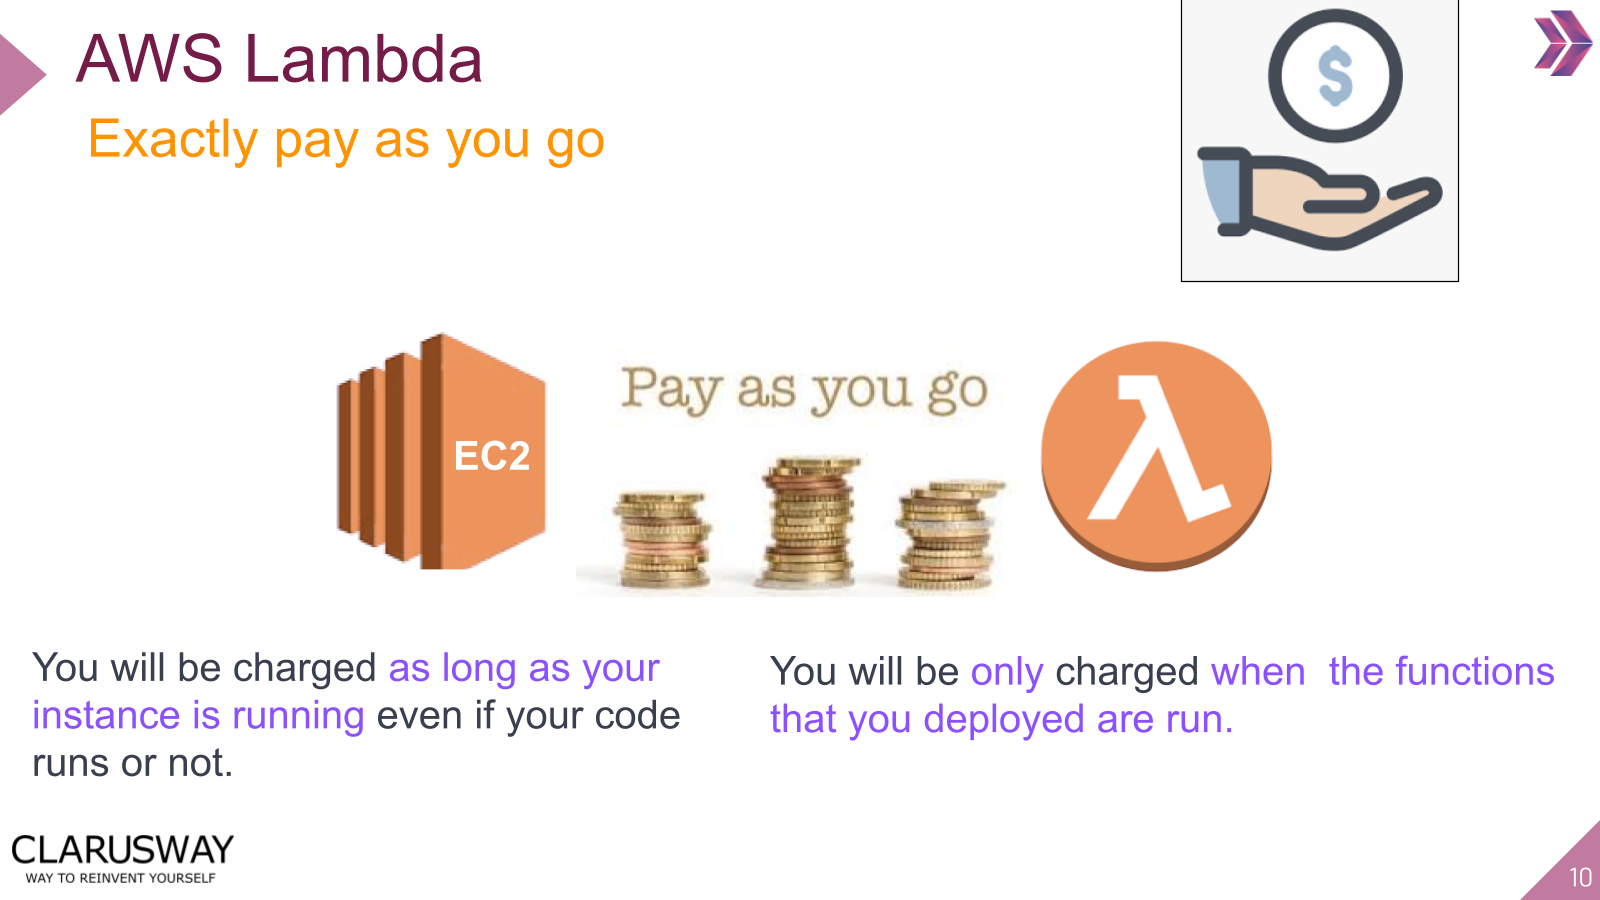 AWS Lambda
Exactly pay as you go
$
EC2
Pay as you go
λ
You will be charged as long as your
instance is running even if your code
runs or not.
You will be only charged when  the functions
that you deployed are run.
CLARUSWAY
WAY TO REINVENT YOURSELF
10